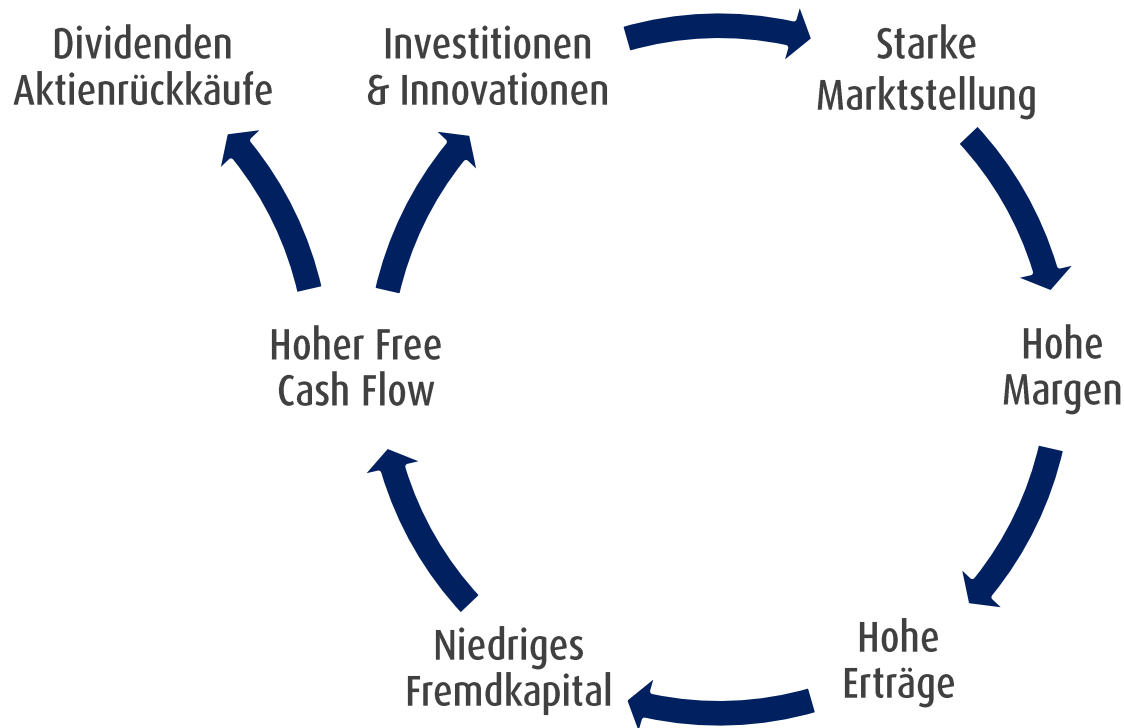 Dividenden
Aktienrückkäufe
Investitionen
& Innovationen
Starke
Marktstellung
Hohe
Margen
Hohe
Erträge
Niedriges
Fremdkapital
Hoher Free
Cash Flow